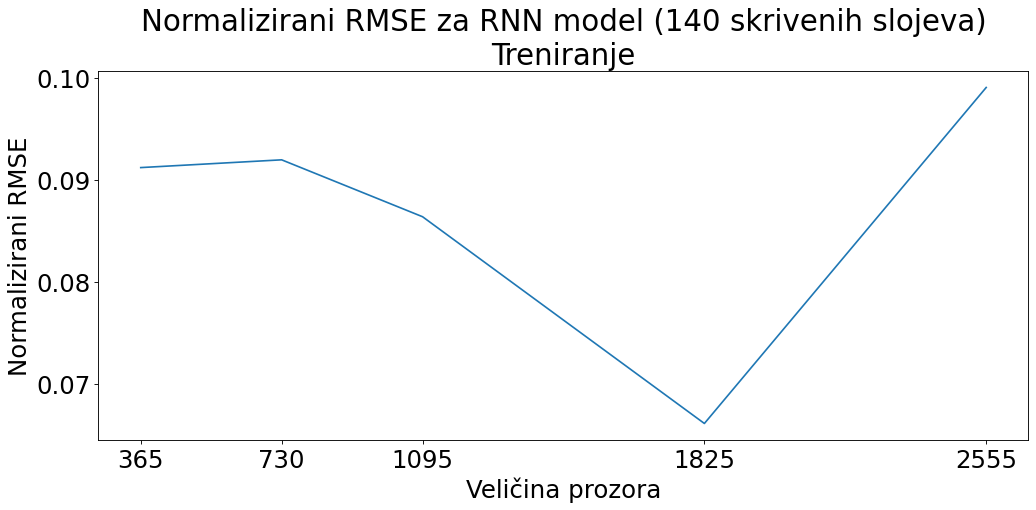 Normalizirani RMSE za RNN model (140 skrivenih slojeva)
Treniranje
0.10
0.09
0.08
0.07
Normalizirani RMSE
365 730 1095 1825 2555
Veličina prozora